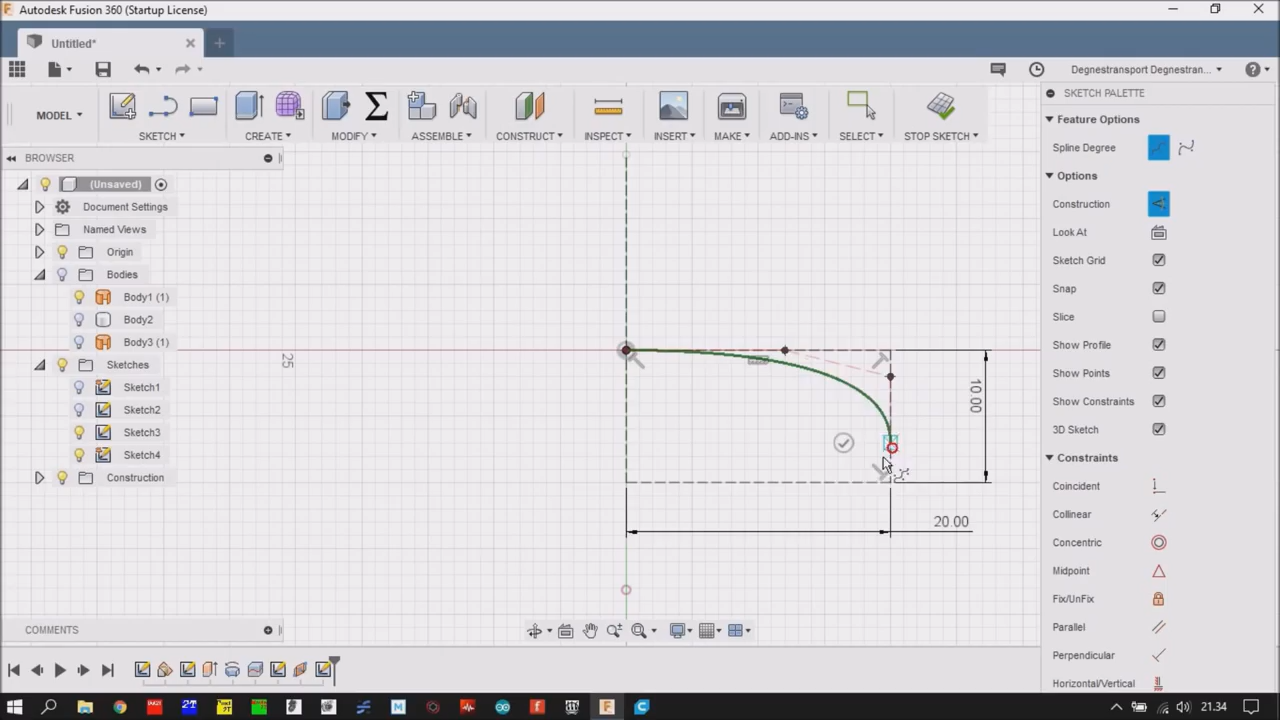 Autodesk Fusion 360 (Startup License)
Untitled*
Degnestransport Degnestran...
MODEL
SKETCH
CREATE
MODIFY
ASSEMBLE
CONSTRUCT
INSPECT
INSERT
MAKE
ADD-INS
SELECT
STOP SKETCH
SKETCH PALETTE
Feature Options
Spline Degree
Options
Construction
Look At
Sketch Grid
Snap
Slice
Show Profile
Show Points
Show Constraints
3D Sketch
Constraints
Coincident
Collinear
Concentric
Midpoint
Fix/UnFix
Parallel
Perpendicular
Horizontal/Vertical
BROWSER
(Unsaved)
Document Settings
Named Views
Origin
Bodies
Body1 (1)
Body2
Body3 (1)
Sketches
Sketch1
Sketch2
Sketch3
Sketch4
Construction
25
10.00
20.00
COMMENTS
21.34